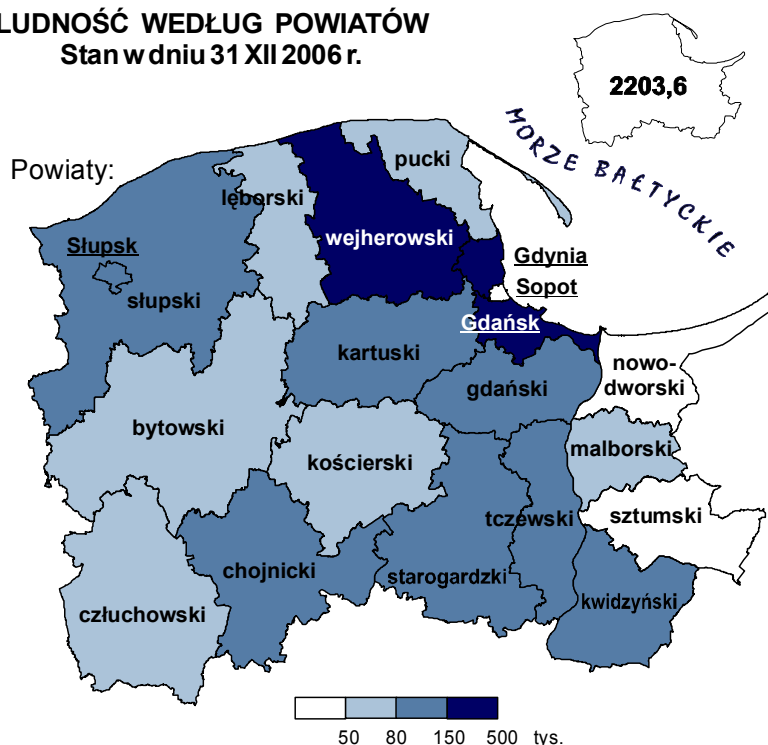 LUDNOŚĆ WEDŁUG POWIATÓW
Stan w dniu 31 XII 2006 r.
2203,6
MORZE BAŁTYCKIE
Powiaty:
pucki
lęborski
wejherowski
Słupsk
Gdynia
Sopot
słupski
Gdańsk
kartuski
nowo-
dworski
gdański
bytowski
malborski
kościerski
sztumski
tczewski
chojnicki
starogardzki
kwidzyński
człuchowski
50 80 150 500 tys.